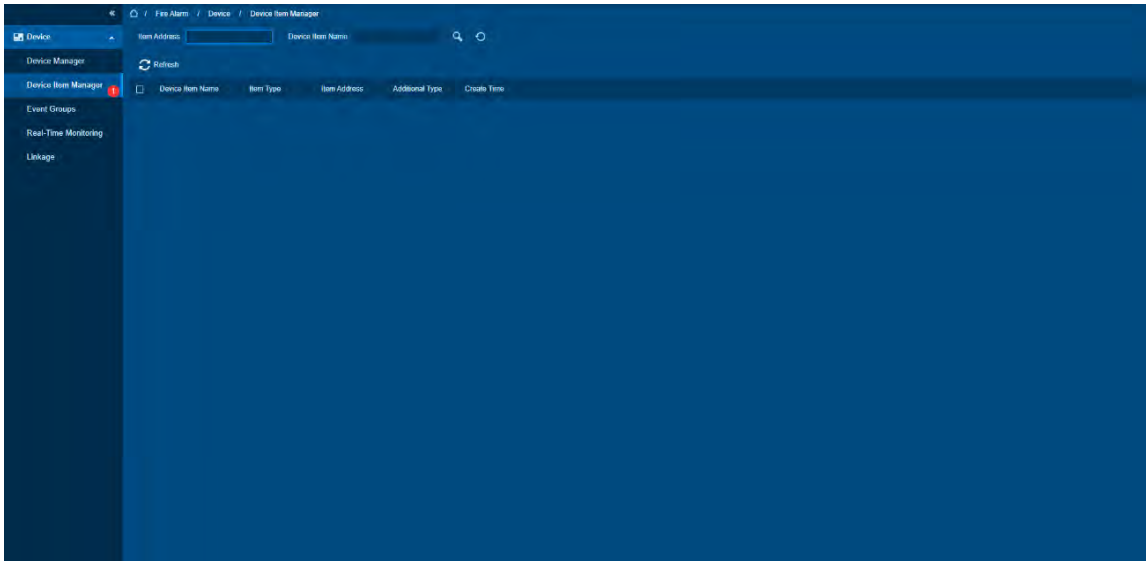 «
/ Fire Alarm / Device / Device Item Manager
Device
Item Address
Device Item Name
Device Manager
Refresh
Device Item Manager
1
Device Item Name Item Type Item Address Additional Type Create Time
Event Groups
Real-Time Monitoring
Linkage